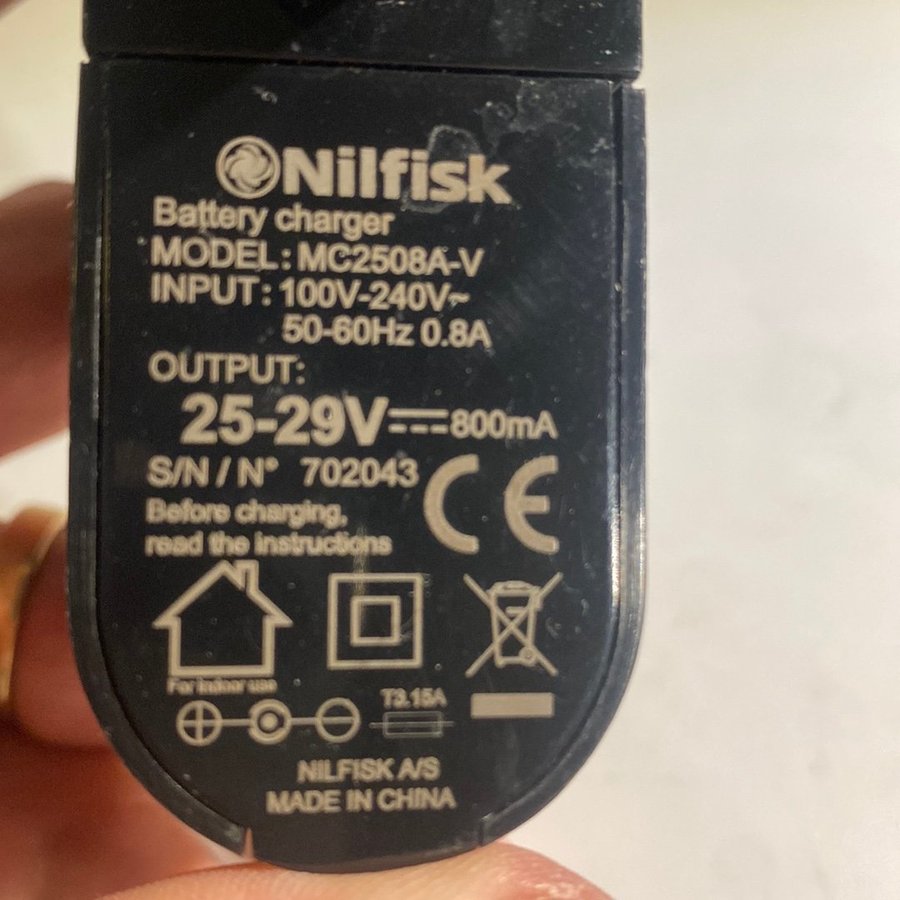 Nilfisk
Battery charger
MODEL: MC2508A-V
INPUT: 100V-240V~
50-60Hz 0.8A
OUTPUT:
25-29V⎓800mA
S/N / N° 702043
CE
Before charging,
read the instructions
For indoor use
T3.15A
NILFISK A/S
MADE IN CHINA